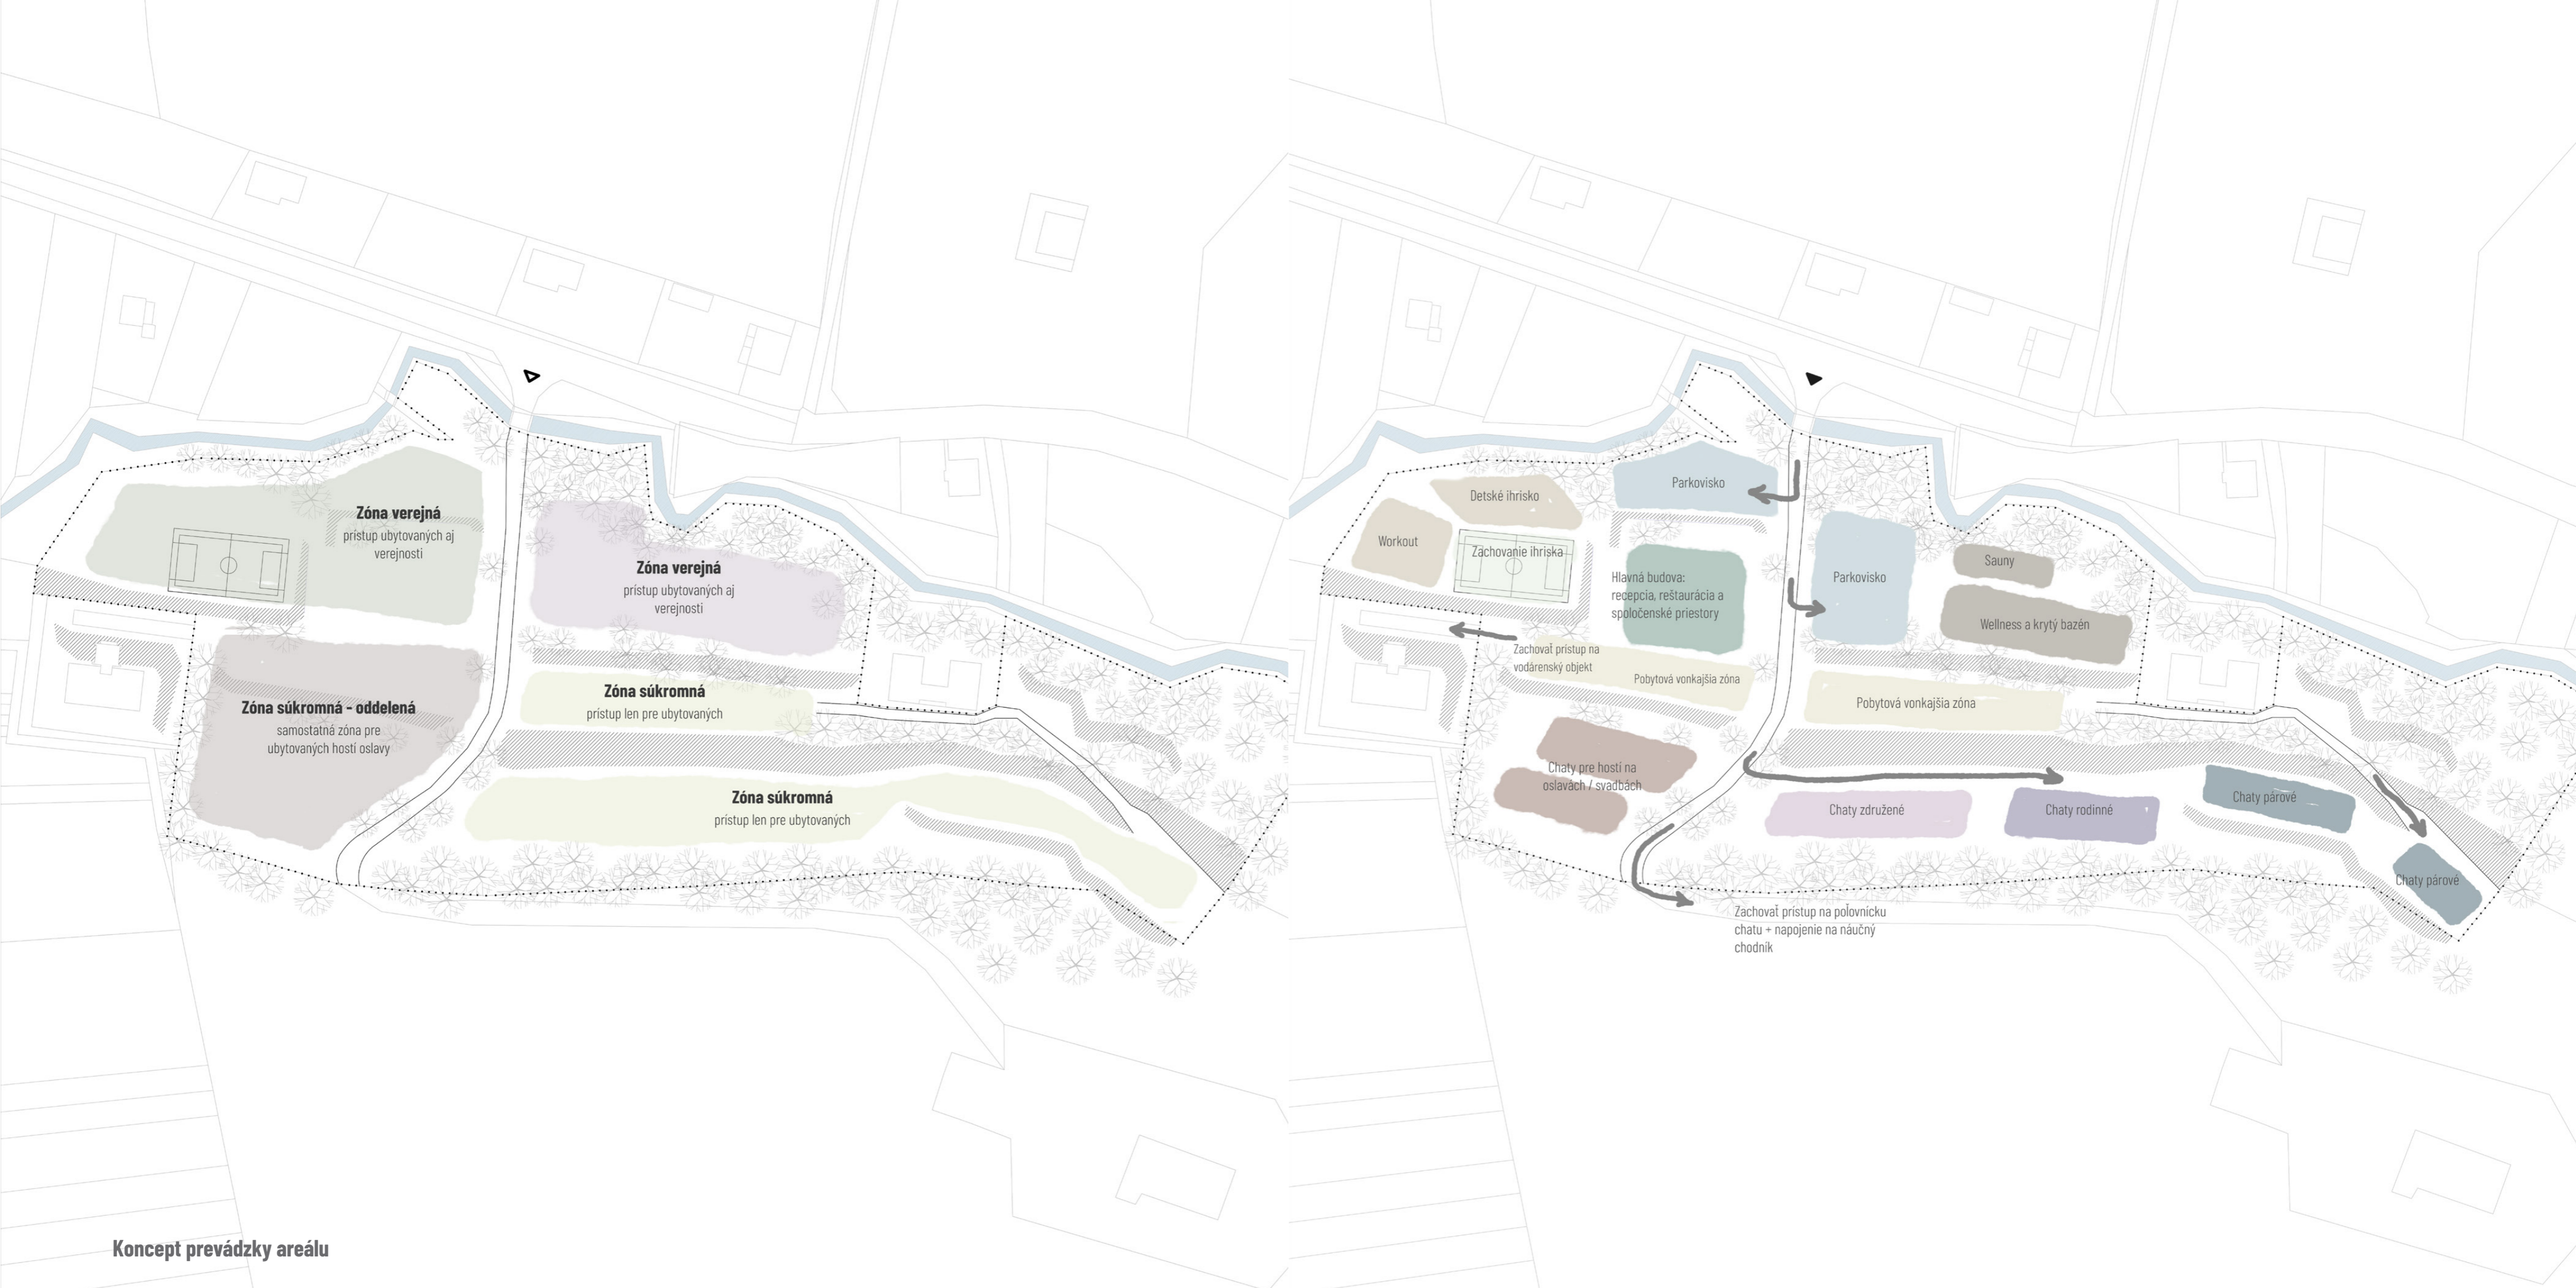 Zóna verejná
prístup ubytovaných aj
verejnosti
Zóna verejná
prístup ubytovaných aj
verejnosti
Zóna súkromná - oddelená
samostatná zóna pre
ubytovaných hostí oslavy
Zóna súkromná
prístup len pre ubytovaných
Zóna súkromná
prístup len pre ubytovaných
Koncept prevádzky areálu
Parkovisko
Detské ihrisko
Workout
Zachovanie ihriska
Hlavná budova:
recepcia, reštaurácia a
spoločenské priestory
Parkovisko
Sauny
Wellness a krytý bazén
Zachovať prístup na
vodárenský objekt
Pobytová vonkajšia zóna
Pobytová vonkajšia zóna
Chaty pre hostí na
oslavách / svadbách
Chaty združené
Chaty rodinné
Chaty párové
Chaty párové
Zachovať prístup na poľovnícku
chatu + napojenie na náučný
chodník